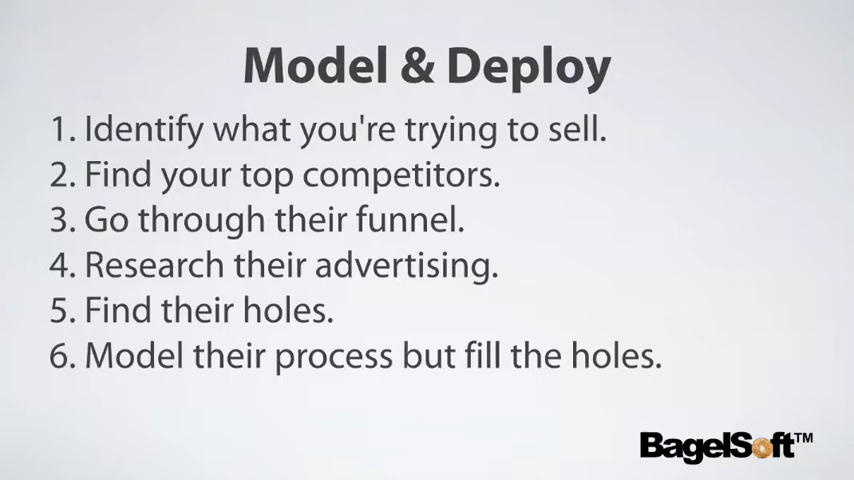 Model & Deploy
1. Identify what you're trying to sell.
2. Find your top competitors.
3. Go through their funnel.
4. Research their advertising.
5. Find their holes.
6. Model their process but fill the holes.
BagelSoft™